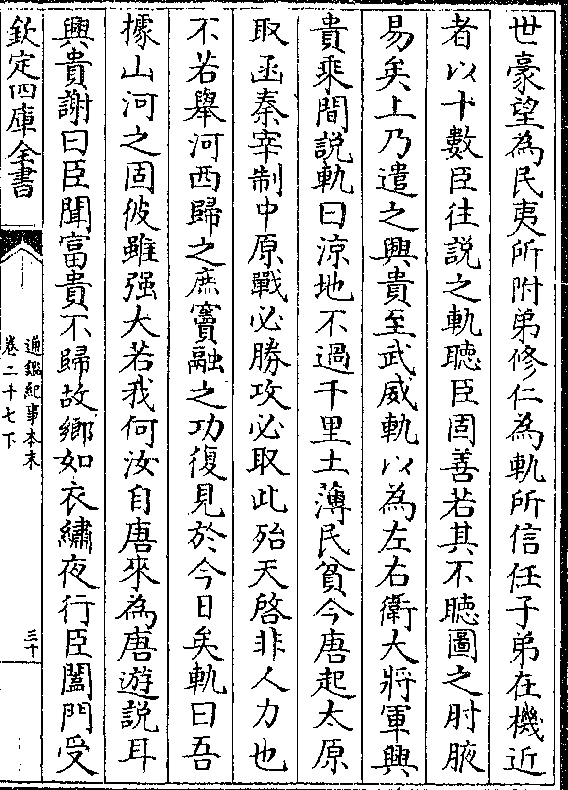 世豪望為民夷所附弟修仁為軌所信任子弟在機近
者以十數臣往説之軌聽臣固善若其不聽圖之肘腋
易矣上乃遣之興貴至武威軌以為左右衛大將軍興
貴乘間説軌曰涼地不過千里土薄民貧今唐起太原
取函秦宰制中原戰必勝攻必取此殆天啓非人力也
不若舉河西歸之庶竇融之功復見於今日矣軌曰吾
據山河之固彼雖强大若我何汝自唐來為唐遊説耳
興貴謝曰臣聞富貴不歸故鄉如衣繡夜行臣闔門受
欽定四庫全書
通鑑紀事本末
卷二十七下
三十